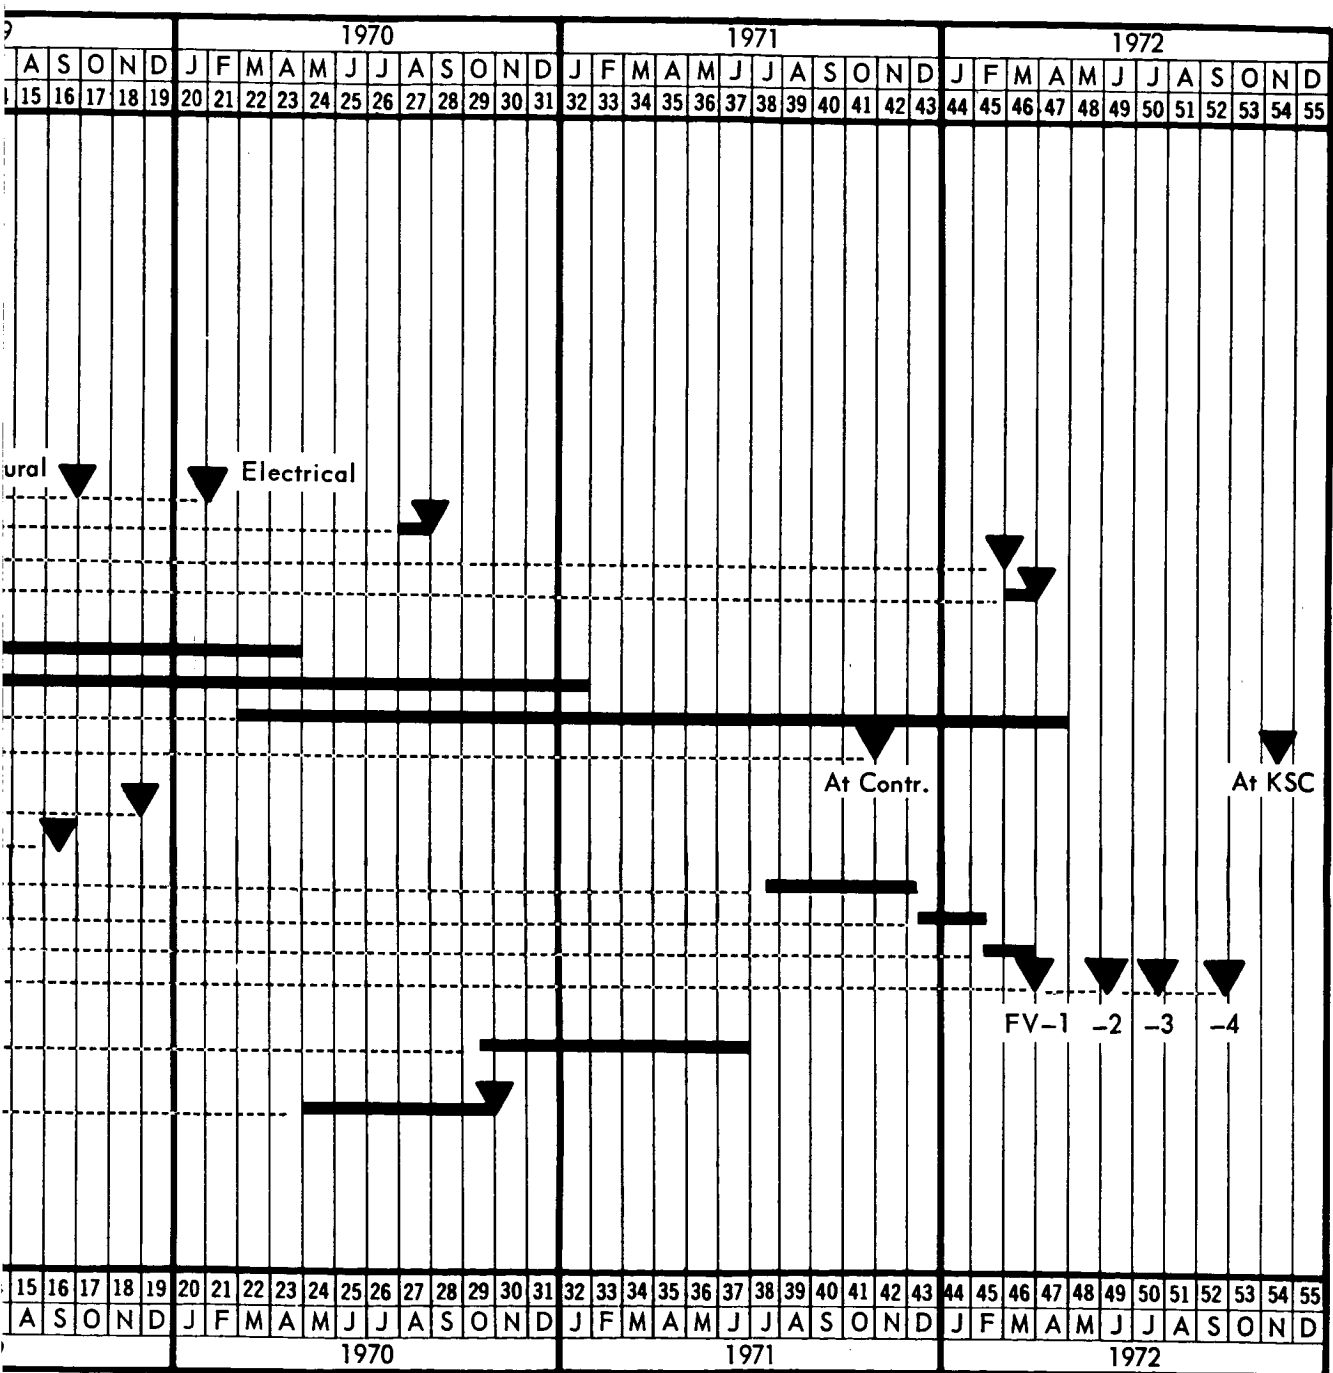 9 1970 1971 1972
A S O N D J F M A M J J A S O N D J F M A M J J A S O N D J F M A M J J A S O N D
15 16 17 18 19 20 21 22 23 24 25 26 27 28 29 30 31 32 33 34 35 36 37 38 39 40 41 42 43 44 45 46 47 48 49 50 51 52 53 54 55
ural Electrical
At Contr. At KSC
FV-1 -2 -3 -4
15 16 17 18 19 20 21 22 23 24 25 26 27 28 29 30 31 32 33 34 35 36 37 38 39 40 41 42 43 44 45 46 47 48 49 50 51 52 53 54 55
A S O N D J F M A M J J A S O N D J F M A M J J A S O N D J F M A M J J A S O N D
1970 1971 1972